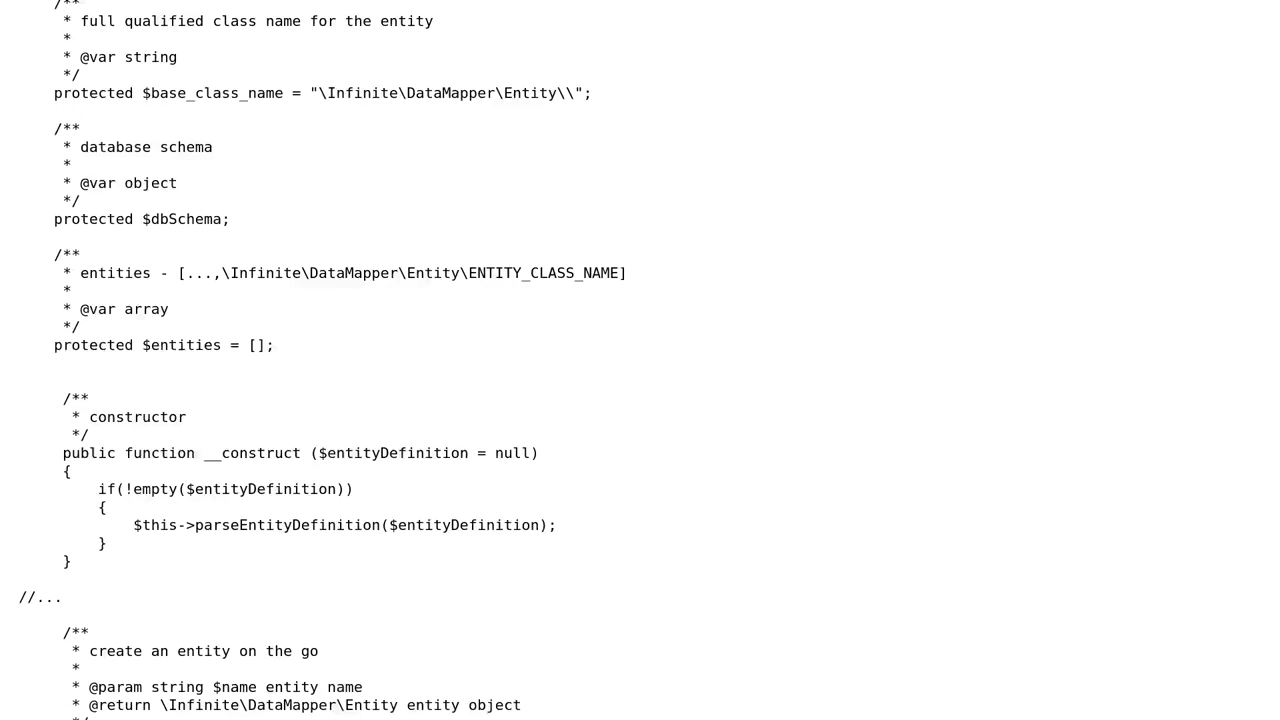 /**
* full qualified class name for the entity
*
* @var string
*/
protected $base_class_name = "\Infinite\DataMapper\Entity\\";
/**
* database schema
*
* @var object
*/
protected $dbSchema;
/**
* entities - [...,\Infinite\DataMapper\Entity\ENTITY_CLASS_NAME]
*
* @var array
*/
protected $entities = [];
/**
* constructor
*/
public function __construct ($entityDefinition = null)
{
if(!empty($entityDefinition))
{
$this->parseEntityDefinition($entityDefinition);
}
}
//...
/**
* create an entity on the go
*
* @param string $name entity name
* @return \Infinite\DataMapper\Entity entity object
*/